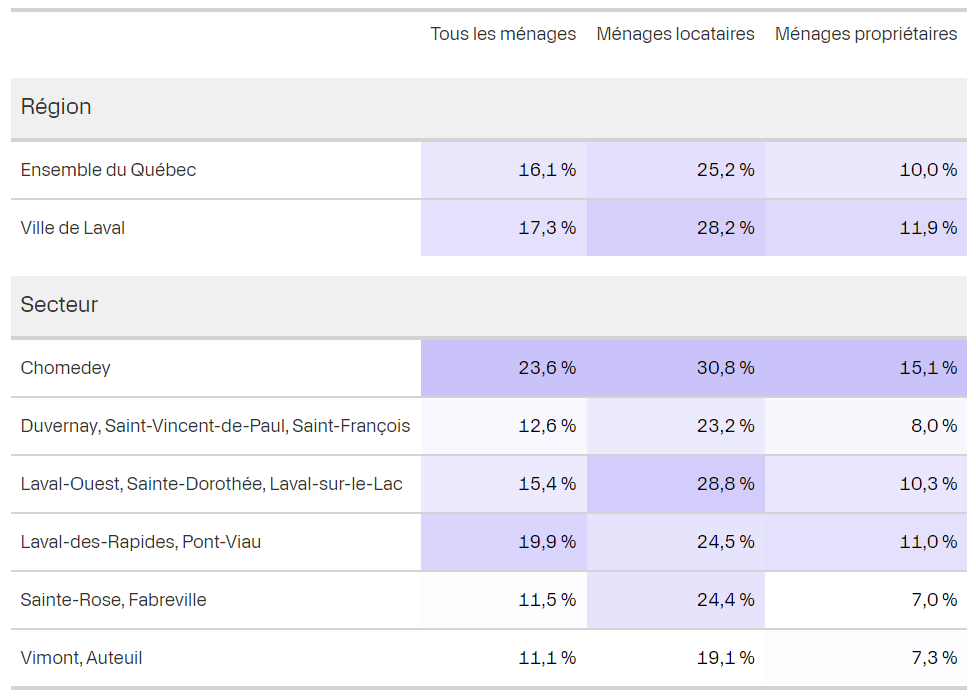 Tous les ménages Ménages locataires Ménages propriétaires
Région
Ensemble du Québec 16,1 % 25,2 % 10,0 %
Ville de Laval 17,3 % 28,2 % 11,9 %
Secteur
Chomedey 23,6 % 30,8 % 15,1 %
Duvernay, Saint-Vincent-de-Paul, Saint-François 12,6 % 23,2 % 8,0 %
Laval-Ouest, Sainte-Dorothée, Laval-sur-le-Lac 15,4 % 28,8 % 10,3 %
Laval-des-Rapides, Pont-Viau 19,9 % 24,5 % 11,0 %
Sainte-Rose, Fabreville 11,5 % 24,4 % 7,0 %
Vimont, Auteuil 11,1 % 19,1 % 7,3 %